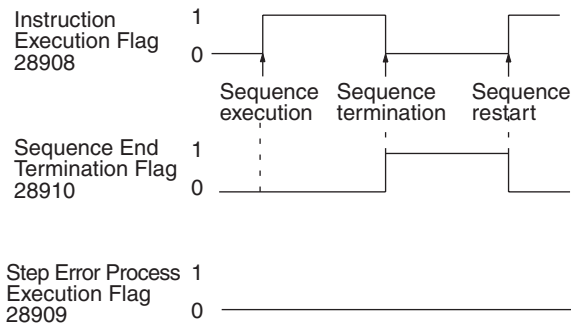 Instruction
Execution Flag
28908
1
0
Sequence
execution
Sequence
termination
Sequence
restart
Sequence End
Termination Flag
28910
1
0
Step Error Process
Execution Flag
28909
1
0